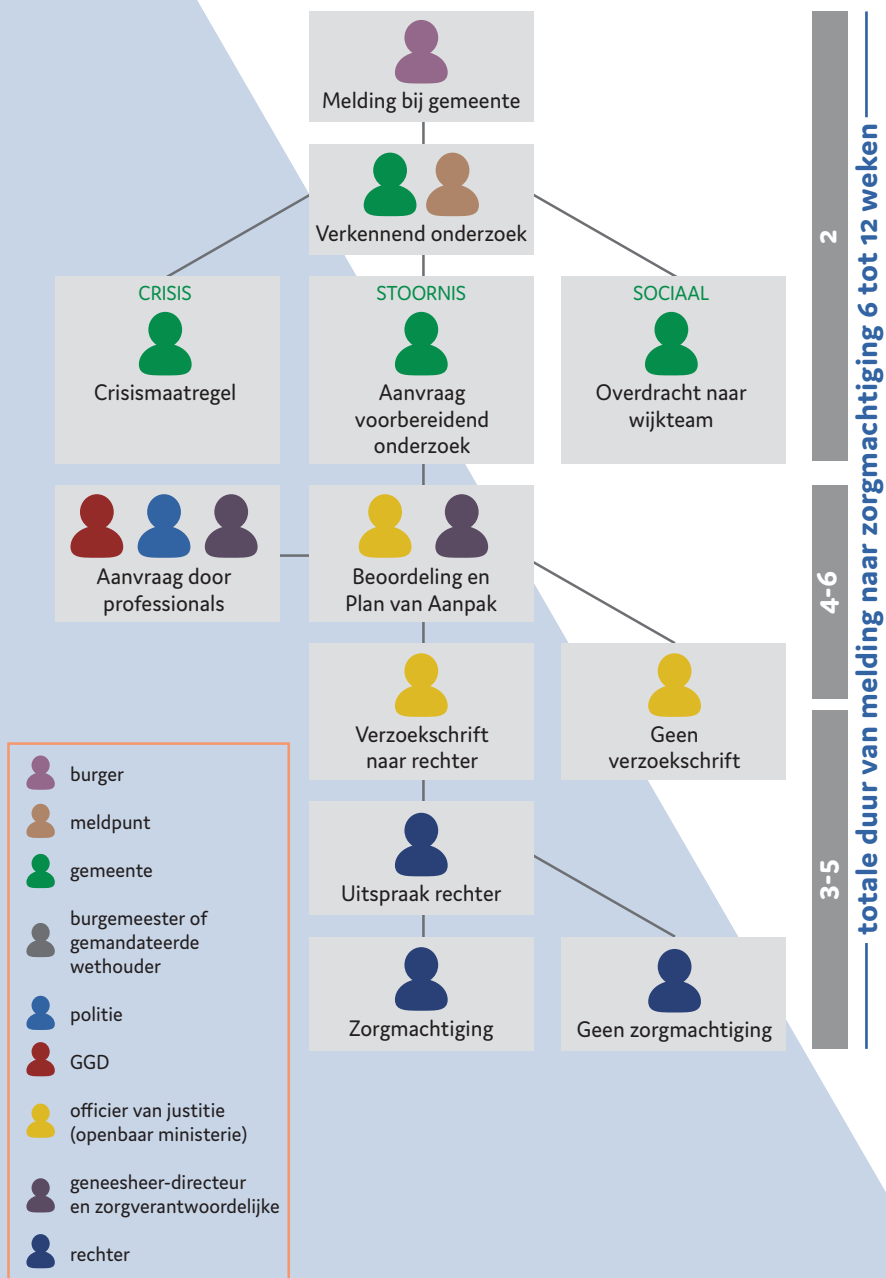 Melding bij gemeente
Verkennend onderzoek
CRISIS
Crisismaatregel
STOORNIS
Aanvraag
voorbereidend
onderzoek
SOCIAAL
Overdracht naar
wijkteam
Aanvraag door
professionals
Beoordeling en
Plan van Aanpak
Verzoekschrift
naar rechter
Geen
verzoekschrift
Uitspraak rechter
Zorgmachtiging
Geen zorgmachtiging
2
4-6
3-5
totale duur van melding naar zorgmachtiging 6 tot 12 weken
burger
meldpunt
gemeente
burgemeester of
gemandateerde
wethouder
politie
GGD
officier van justitie
(openbaar ministerie)
geneesheer-directeur
en zorgverantwoordelijke
rechter